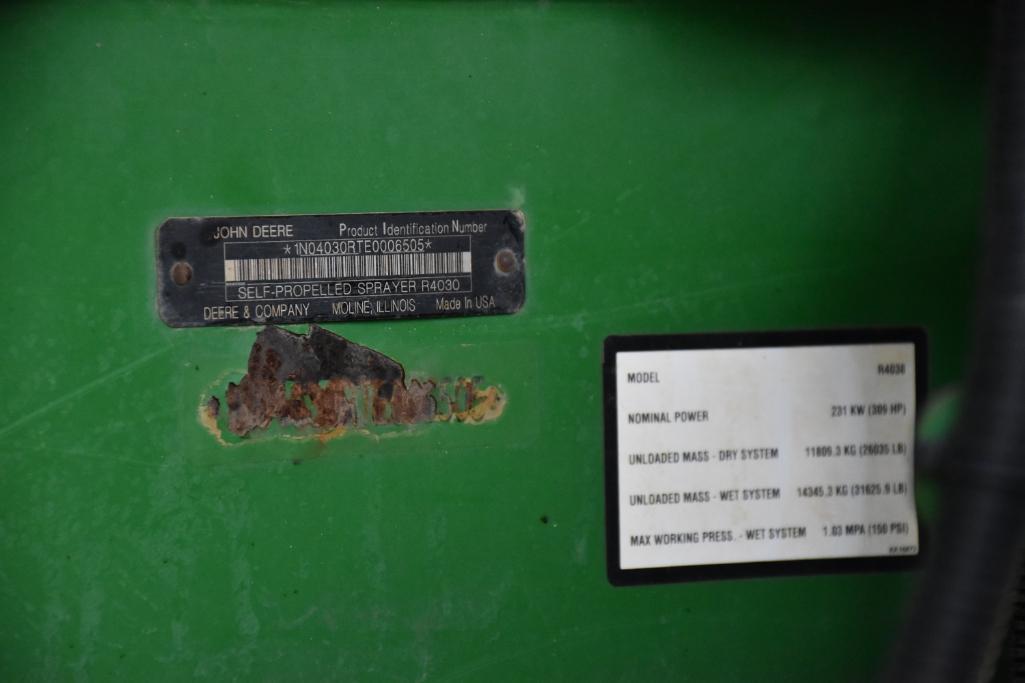 JOHN DEERE Product Identification Number
*1N04030RTE0006505*
SELF-PROPELLED SPRAYER R4030
DEERE & COMPANY MOLINE, ILLINOIS Made In USA
MODEL R4030
NOMINAL POWER 231 KW (309 HP)
UNLOADED MASS - DRY SYSTEM 11809.3 KG (26035 LB)
UNLOADED MASS - WET SYSTEM 14345.3 KG (31625.9 LB)
MAX WORKING PRESS. - WET SYSTEM 1.03 MPA (150 PSI)